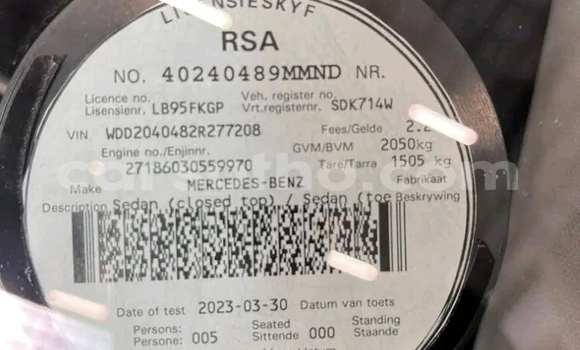 LISENSIESKYF
RSA
NO. 40240489MMND NR.
Licence no. Veh. register no.
Lisensienr. LB95FKGP Vrt.registernr. SDK714W
VIN WDD2040482R277208 Fees/Gelde
Engine no./Enjinnr. GVM/BVM 2050kg
27186030559970 Tare/Tarra 1505 kg
Make MERCEDES-BENZ Fabrikaat
Description Sedan (closed top) / Sedan (toe Beskrywing
Date of test 2023-03-30 Datum van toets
Persons: Seated Standing
Persone: 005 Sittende 000 Staande